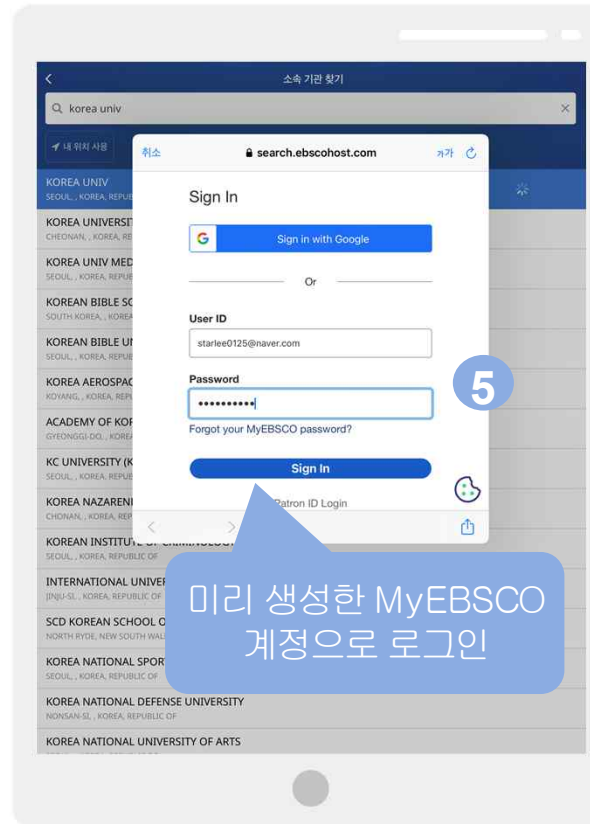 소속 기관 찾기
korea univ
내 위치 사용
취소
search.ebscohost.com
가가
KOREA UNIV
SEOUL, , KOREA, REPUB
Sign In
KOREA UNIVERSIT
CHEONAN, , KOREA, RE
Sign in with Google
KOREA UNIV MED
SEOUL, , KOREA, REPUB
Or
KOREAN BIBLE SC
SOUTH KOREA, , KOREA
User ID
KOREAN BIBLE UN
SEOUL, , KOREA, REPUB
starlee0125@naver.com
KOREA AEROSPAC
KOYANG, , KOREA, REPU
Password
5
ACADEMY OF KOR
GYEONGGI-DO, , KOREA
Forgot your MyEBSCO password?
KC UNIVERSITY (K
SEOUL, , KOREA, REPUB
Sign In
KOREA NAZAREN
CHONAN, , KOREA, REP
Patron ID Login
KOREAN INSTITUTE OF CRIMINOLOGY
SEOUL, , KOREA, REPUBLIC OF
INTERNATIONAL UNIVER
JINJU-SI, , KOREA, REPUBLIC OF
SCD KOREAN SCHOOL O
NORTH RYDE, NEW SOUTH WAL
미리 생성한 MyEBSCO
계정으로 로그인
KOREA NATIONAL SPOR
SEOUL, , KOREA, REPUBLIC OF
KOREA NATIONAL DEFENSE UNIVERSITY
NONSAN-SI, , KOREA, REPUBLIC OF
KOREA NATIONAL UNIVERSITY OF ARTS